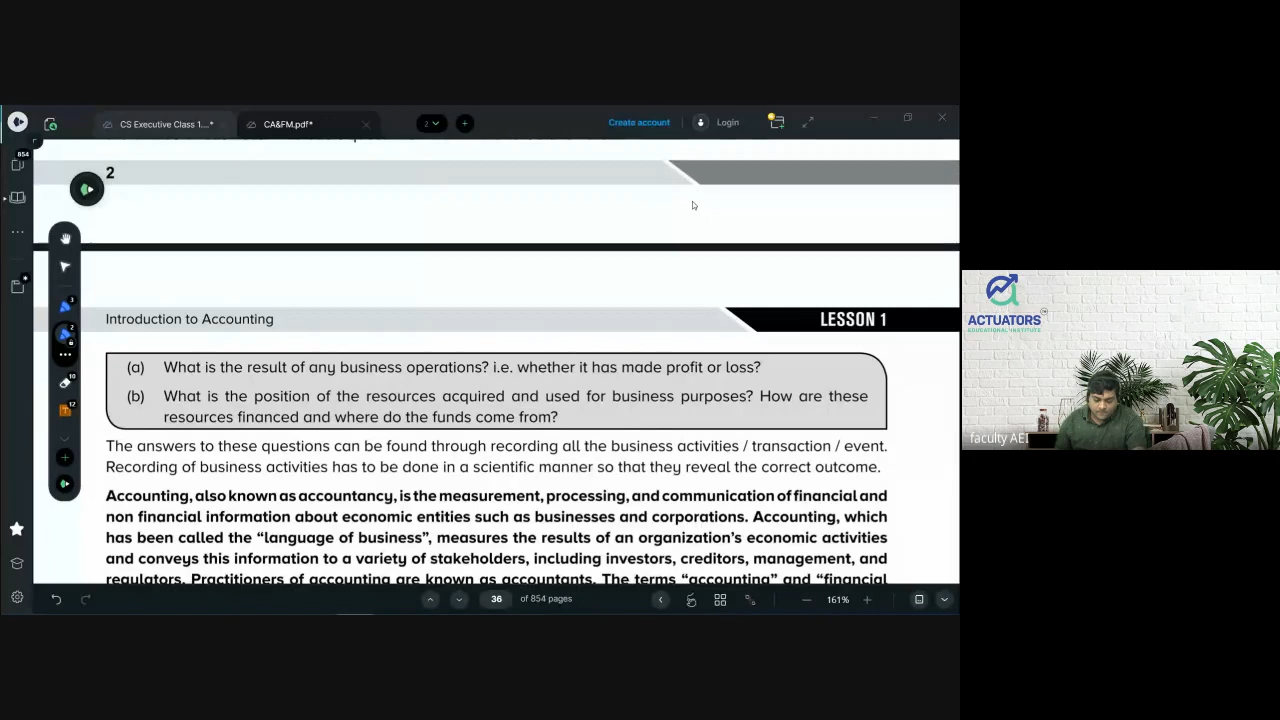 CS Executive Class 1....*
CA&FM.pdf*
2
Create account
Login
854
2
Introduction to Accounting
LESSON 1
(a) What is the result of any business operations? i.e. whether it has made profit or loss?
(b) What is the position of the resources acquired and used for business purposes? How are these
resources financed and where do the funds come from?
The answers to these questions can be found through recording all the business activities / transaction / event.
Recording of business activities has to be done in a scientific manner so that they reveal the correct outcome.
Accounting, also known as accountancy, is the measurement, processing, and communication of financial and
non financial information about economic entities such as businesses and corporations. Accounting, which
has been called the “language of business”, measures the results of an organization’s economic activities
and conveys this information to a variety of stakeholders, including investors, creditors, management, and
regulators. Practitioners of accounting are known as accountants. The terms “accounting” and “financial
3
2
10
12
36 of 854 pages
161%
ACTUATORS
EDUCATIONAL INSTITUTE
faculty AEI